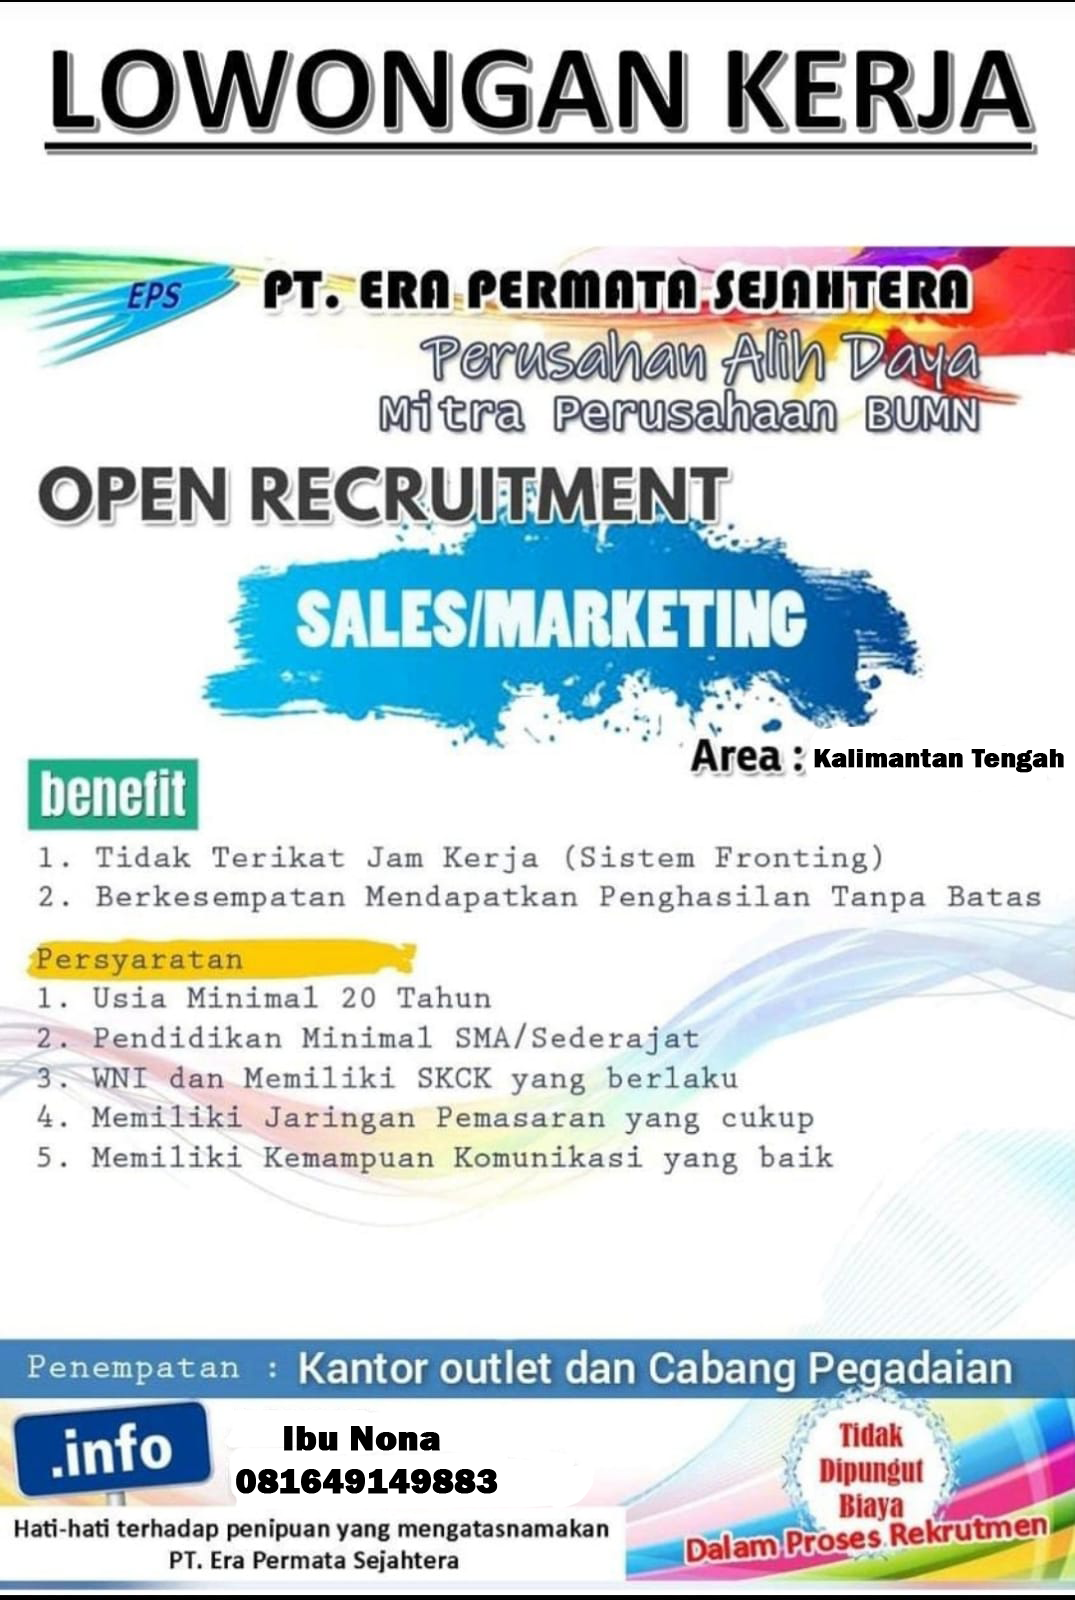 LOWONGAN KERJA
EPS
PT. ERA PERMATA SEJAHTERA
Perusahan Alih Daya
Mitra Perusahaan BUMN
OPEN RECRUITMENT
SALES/MARKETING
Area : Kalimantan Tengah
benefit
1. Tidak Terikat Jam Kerja (Sistem Fronting)
2. Berkesempatan Mendapatkan Penghasilan Tanpa Batas
Persyaratan
1. Usia Minimal 20 Tahun
2. Pendidikan Minimal SMA/Sederajat
3. WNI dan Memiliki SKCK yang berlaku
4. Memiliki Jaringan Pemasaran yang cukup
5. Memiliki Kemampuan Komunikasi yang baik
Penempatan : Kantor outlet dan Cabang Pegadaian
.info
Ibu Nona
081649149883
Hati-hati terhadap penipuan yang mengatasnamakan
PT. Era Permata Sejahtera
Tidak
Dipungut
Biaya
Dalam Proses Rekrutmen